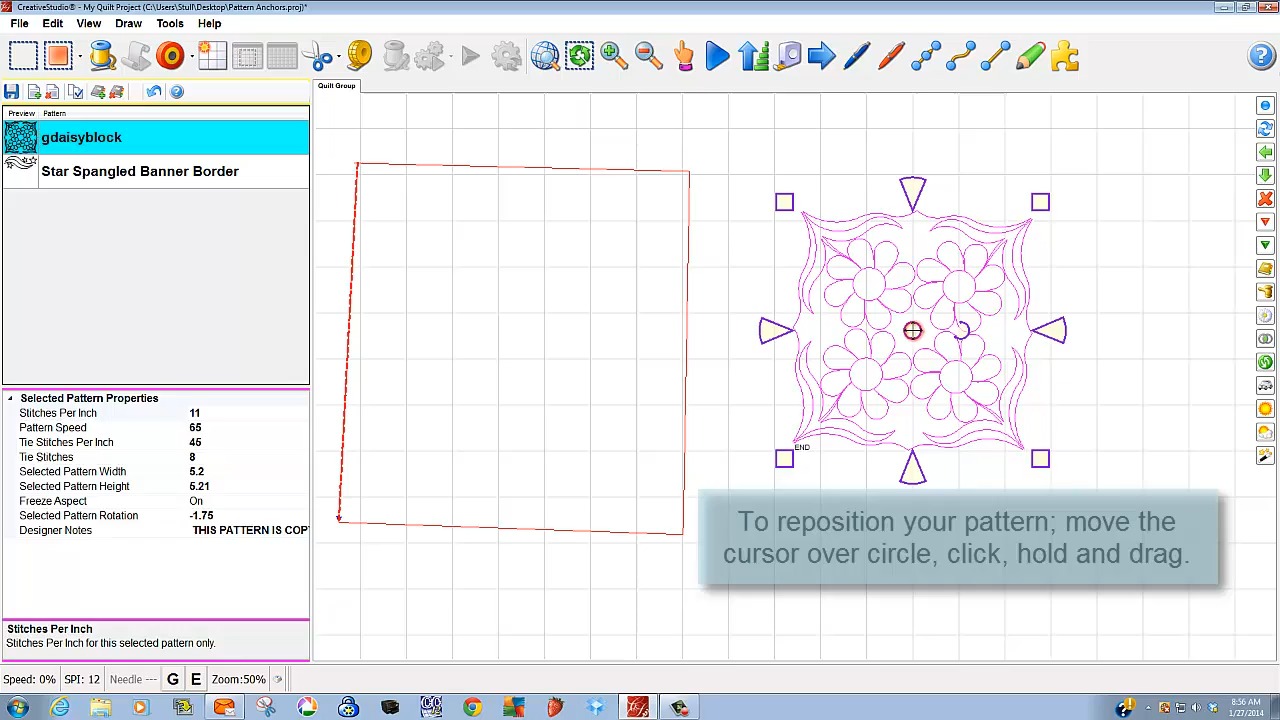 CreativeStudio® - My Quilt Project (C:\Users\Stull\Desktop\Pattern Anchors.proj)*
File Edit View Draw Tools Help
Quilt Group
Preview Pattern
gdaisyblock
Star Spangled Banner Border
END
Selected Pattern Properties
Stitches Per Inch 11
Pattern Speed 65
Tie Stitches Per Inch 45
Tie Stitches 8
Selected Pattern Width 5.2
Selected Pattern Height 5.21
Freeze Aspect On
Selected Pattern Rotation -1.75
Designer Notes THIS PATTERN IS COP
To reposition your pattern; move the
cursor over circle, click, hold and drag.
Stitches Per Inch
Stitches Per Inch for this selected pattern only.
Speed: 0% SPI: 12 Needle --- G E Zoom:50%
8:56 AM
1/27/2014